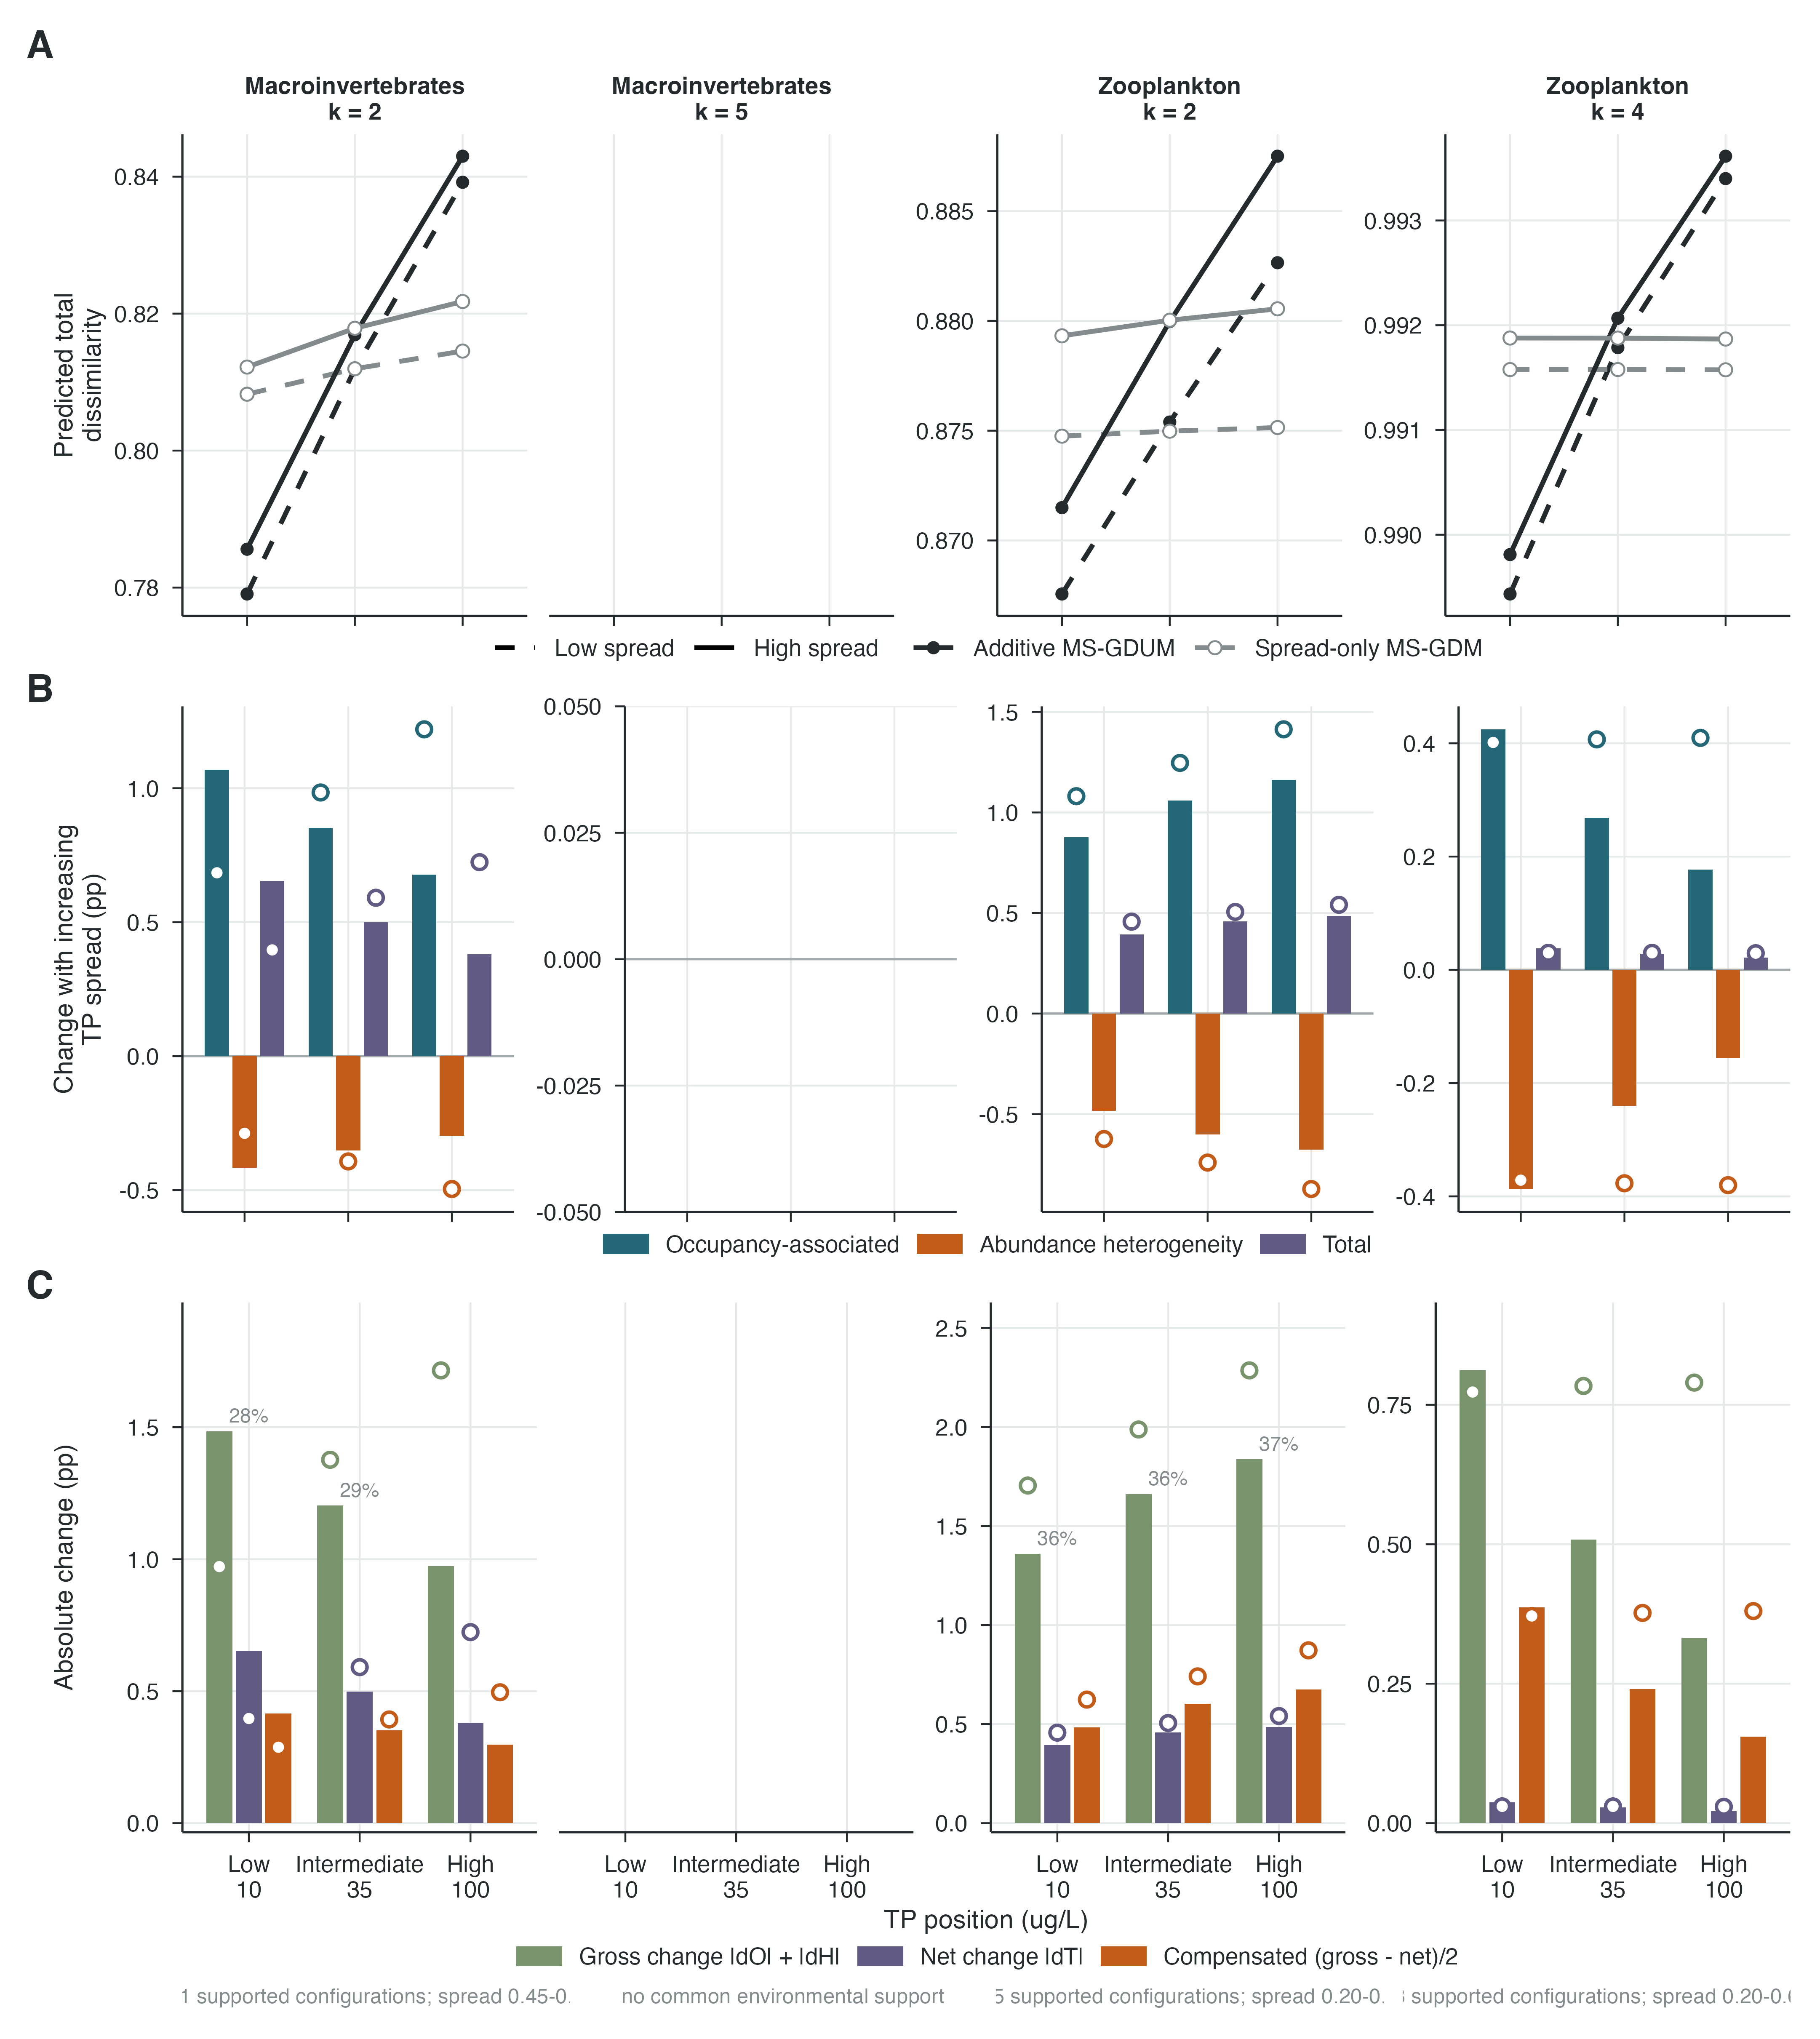 A
Macroinvertebrates
k = 2
Macroinvertebrates
k = 5
Zooplankton
k = 2
Zooplankton
k = 4
Predicted total
dissimilarity
0.84
0.82
0.80
0.78
0.885
0.880
0.875
0.870
0.993
0.992
0.991
0.990
Low spread
High spread
Additive MS-GDUM
Spread-only MS-GDM
B
Change with increasing
TP spread (pp)
1.0
0.5
0.0
-0.5
0.050
0.025
0.000
-0.025
-0.050
1.5
1.0
0.5
0.0
-0.5
0.4
0.2
0.0
-0.2
-0.4
Occupancy-associated
Abundance heterogeneity
Total
C
Absolute change (pp)
1.5
1.0
0.5
0.0
28%
29%
2.5
2.0
1.5
1.0
0.5
0.0
36%
36%
37%
0.75
0.50
0.25
0.00
Low
10
Intermediate
35
High
100
Low
10
Intermediate
35
High
100
Low
10
Intermediate
35
High
100
Low
10
Intermediate
35
High
100
TP position (ug/L)
Gross change |dO| + |dH|
Net change |dT|
Compensated (gross - net)/2
1 supported configurations; spread 0.45-0.
no common environmental support
supported configurations; spread 0.20-0.
supported configurations; spread 0.20-0.